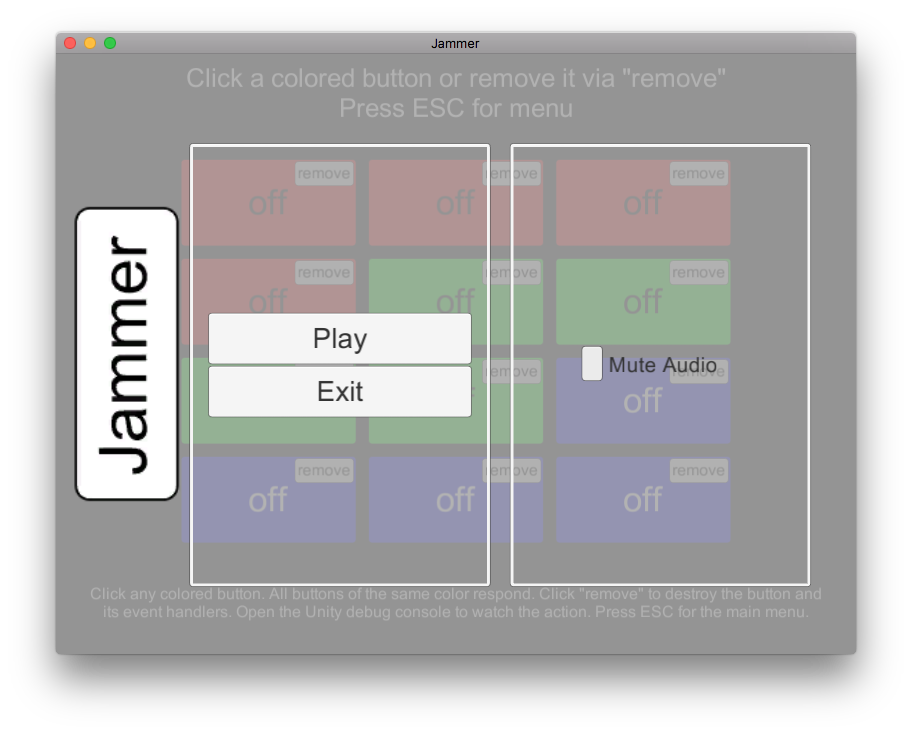 Jammer
Click a colored button or remove it via "remove"
Press ESC for menu
remove
remove
remove
off
off
off
remove
remove
remove
off
off
off
Jammer
Play
Exit
remove
remove
Mute Audio
off
remove
remove
remove
off
off
off
Click any colored button. All buttons of the same color respond. Click "remove" to destroy the button and
its event handlers. Open the Unity debug console to watch the action. Press ESC for the main menu.